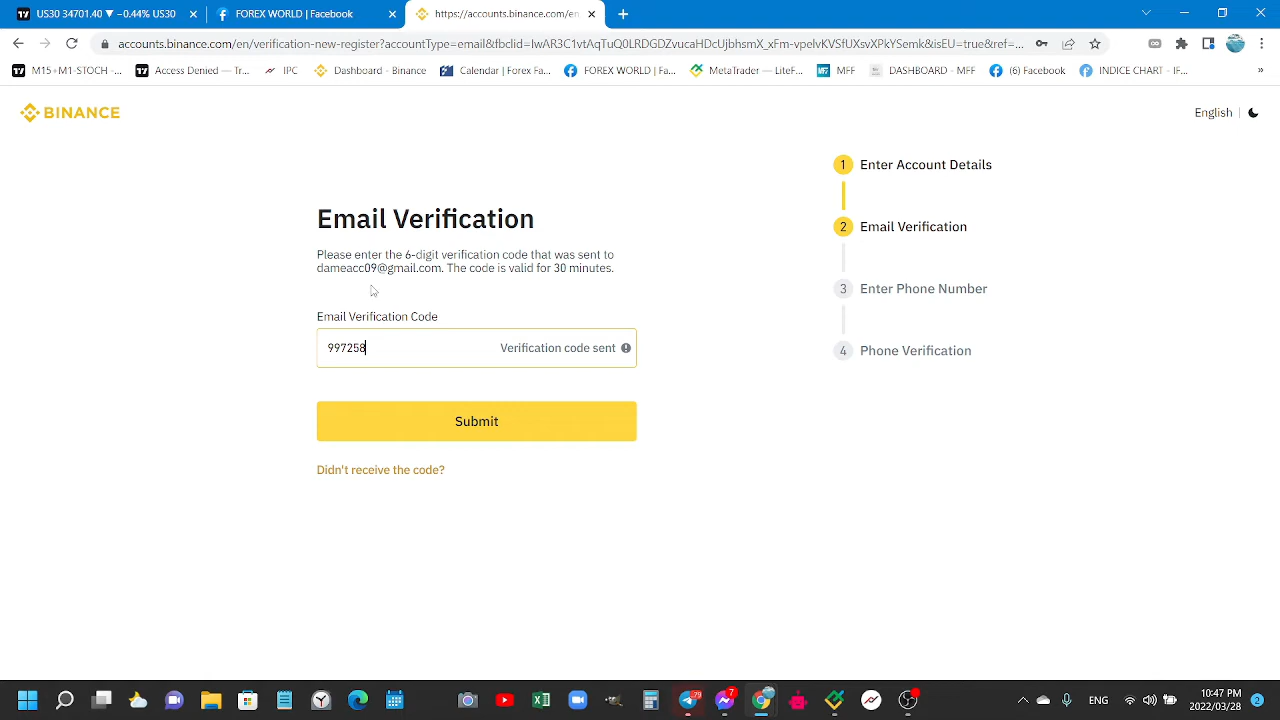 US30 34701.40 ▼ −0.44% US30
FOREX WORLD | Facebook
https://accounts.binance.com/en
accounts.binance.com/en/verification-new-register?accountType=email&fbclid=
M15+M1-STOCH -
Access Denied — Tr...
IPC
Dashboard - Binance
Calendar | Forex Fa...
FOREX WORLD | Fa...
MetaTrader — LiteF...
MFF
DASHBOARD - MFF
(6) Facebook
INDICE CHART - IF...
»
BINANCE
English
1 Enter Account Details
Email Verification
2 Email Verification
Please enter the 6-digit verification code that was sent to
dameacc09@gmail.com. The code is valid for 30 minutes.
3 Enter Phone Number
Email Verification Code
997258 Verification code sent
4 Phone Verification
Submit
Didn't receive the code?
79
7
ENG
10:47 PM
2022/03/28
2